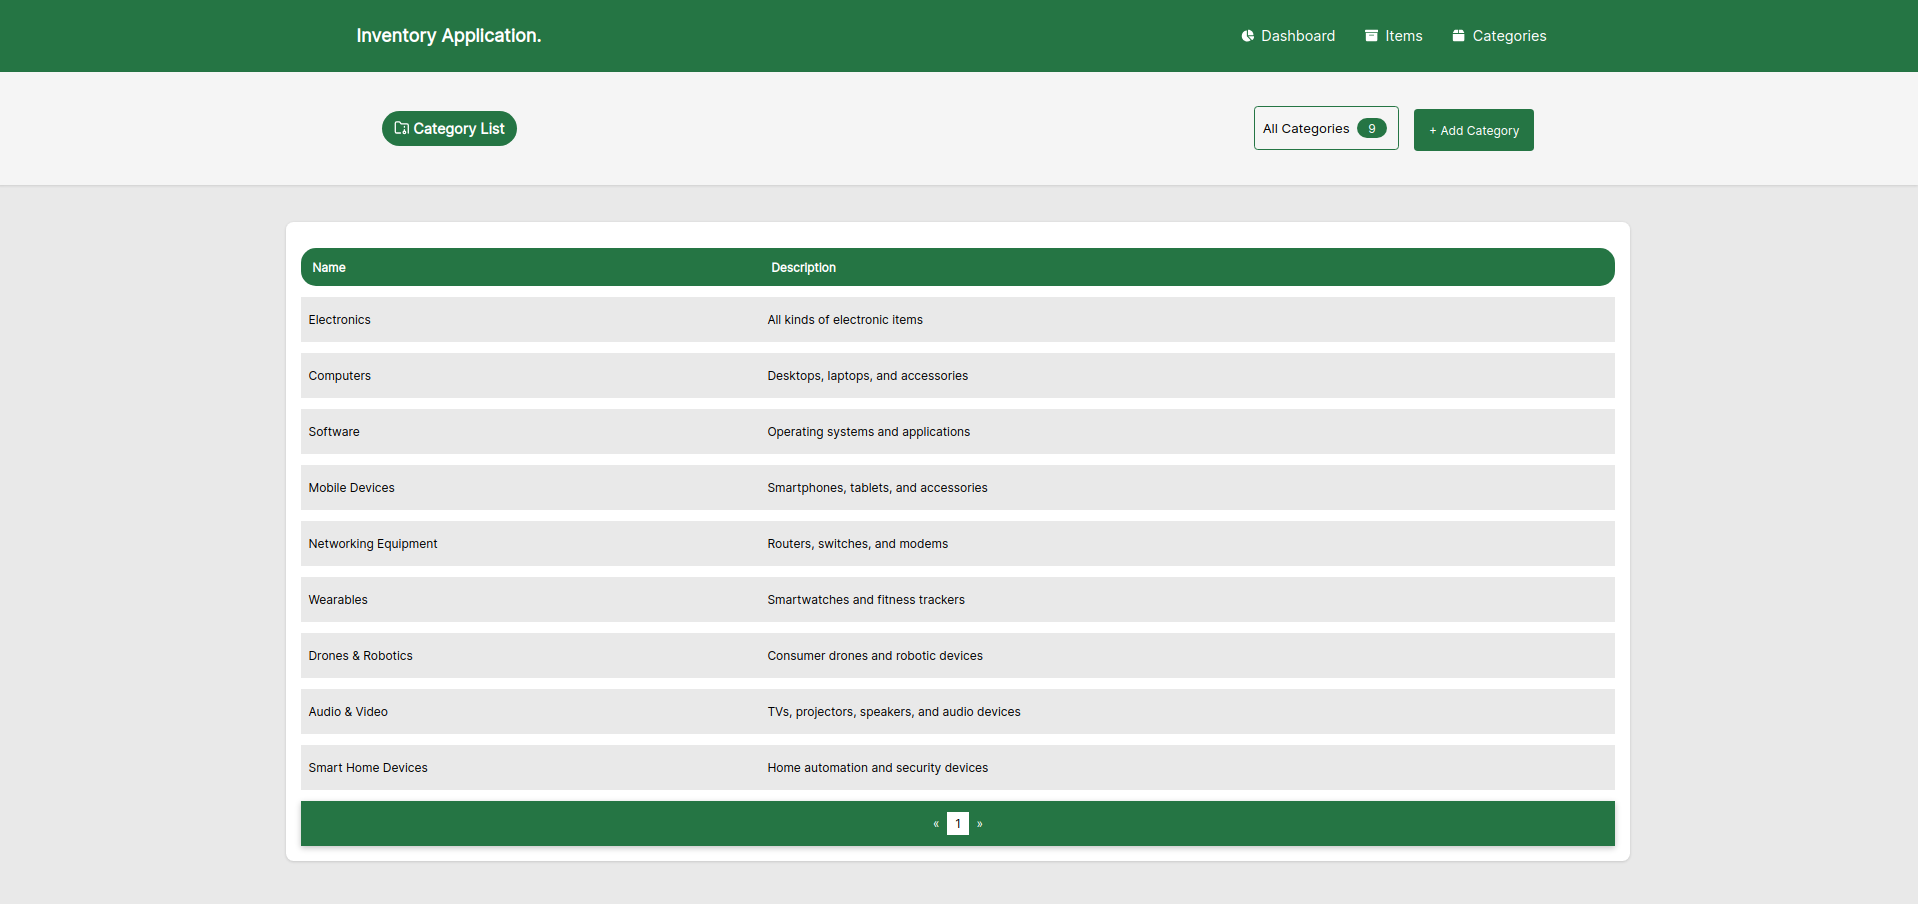 Inventory Application.
Dashboard Items Categories
Category List
All Categories 9 + Add Category
Name Description
Electronics All kinds of electronic items
Computers Desktops, laptops, and accessories
Software Operating systems and applications
Mobile Devices Smartphones, tablets, and accessories
Networking Equipment Routers, switches, and modems
Wearables Smartwatches and fitness trackers
Drones & Robotics Consumer drones and robotic devices
Audio & Video TVs, projectors, speakers, and audio devices
Smart Home Devices Home automation and security devices
« 1 »